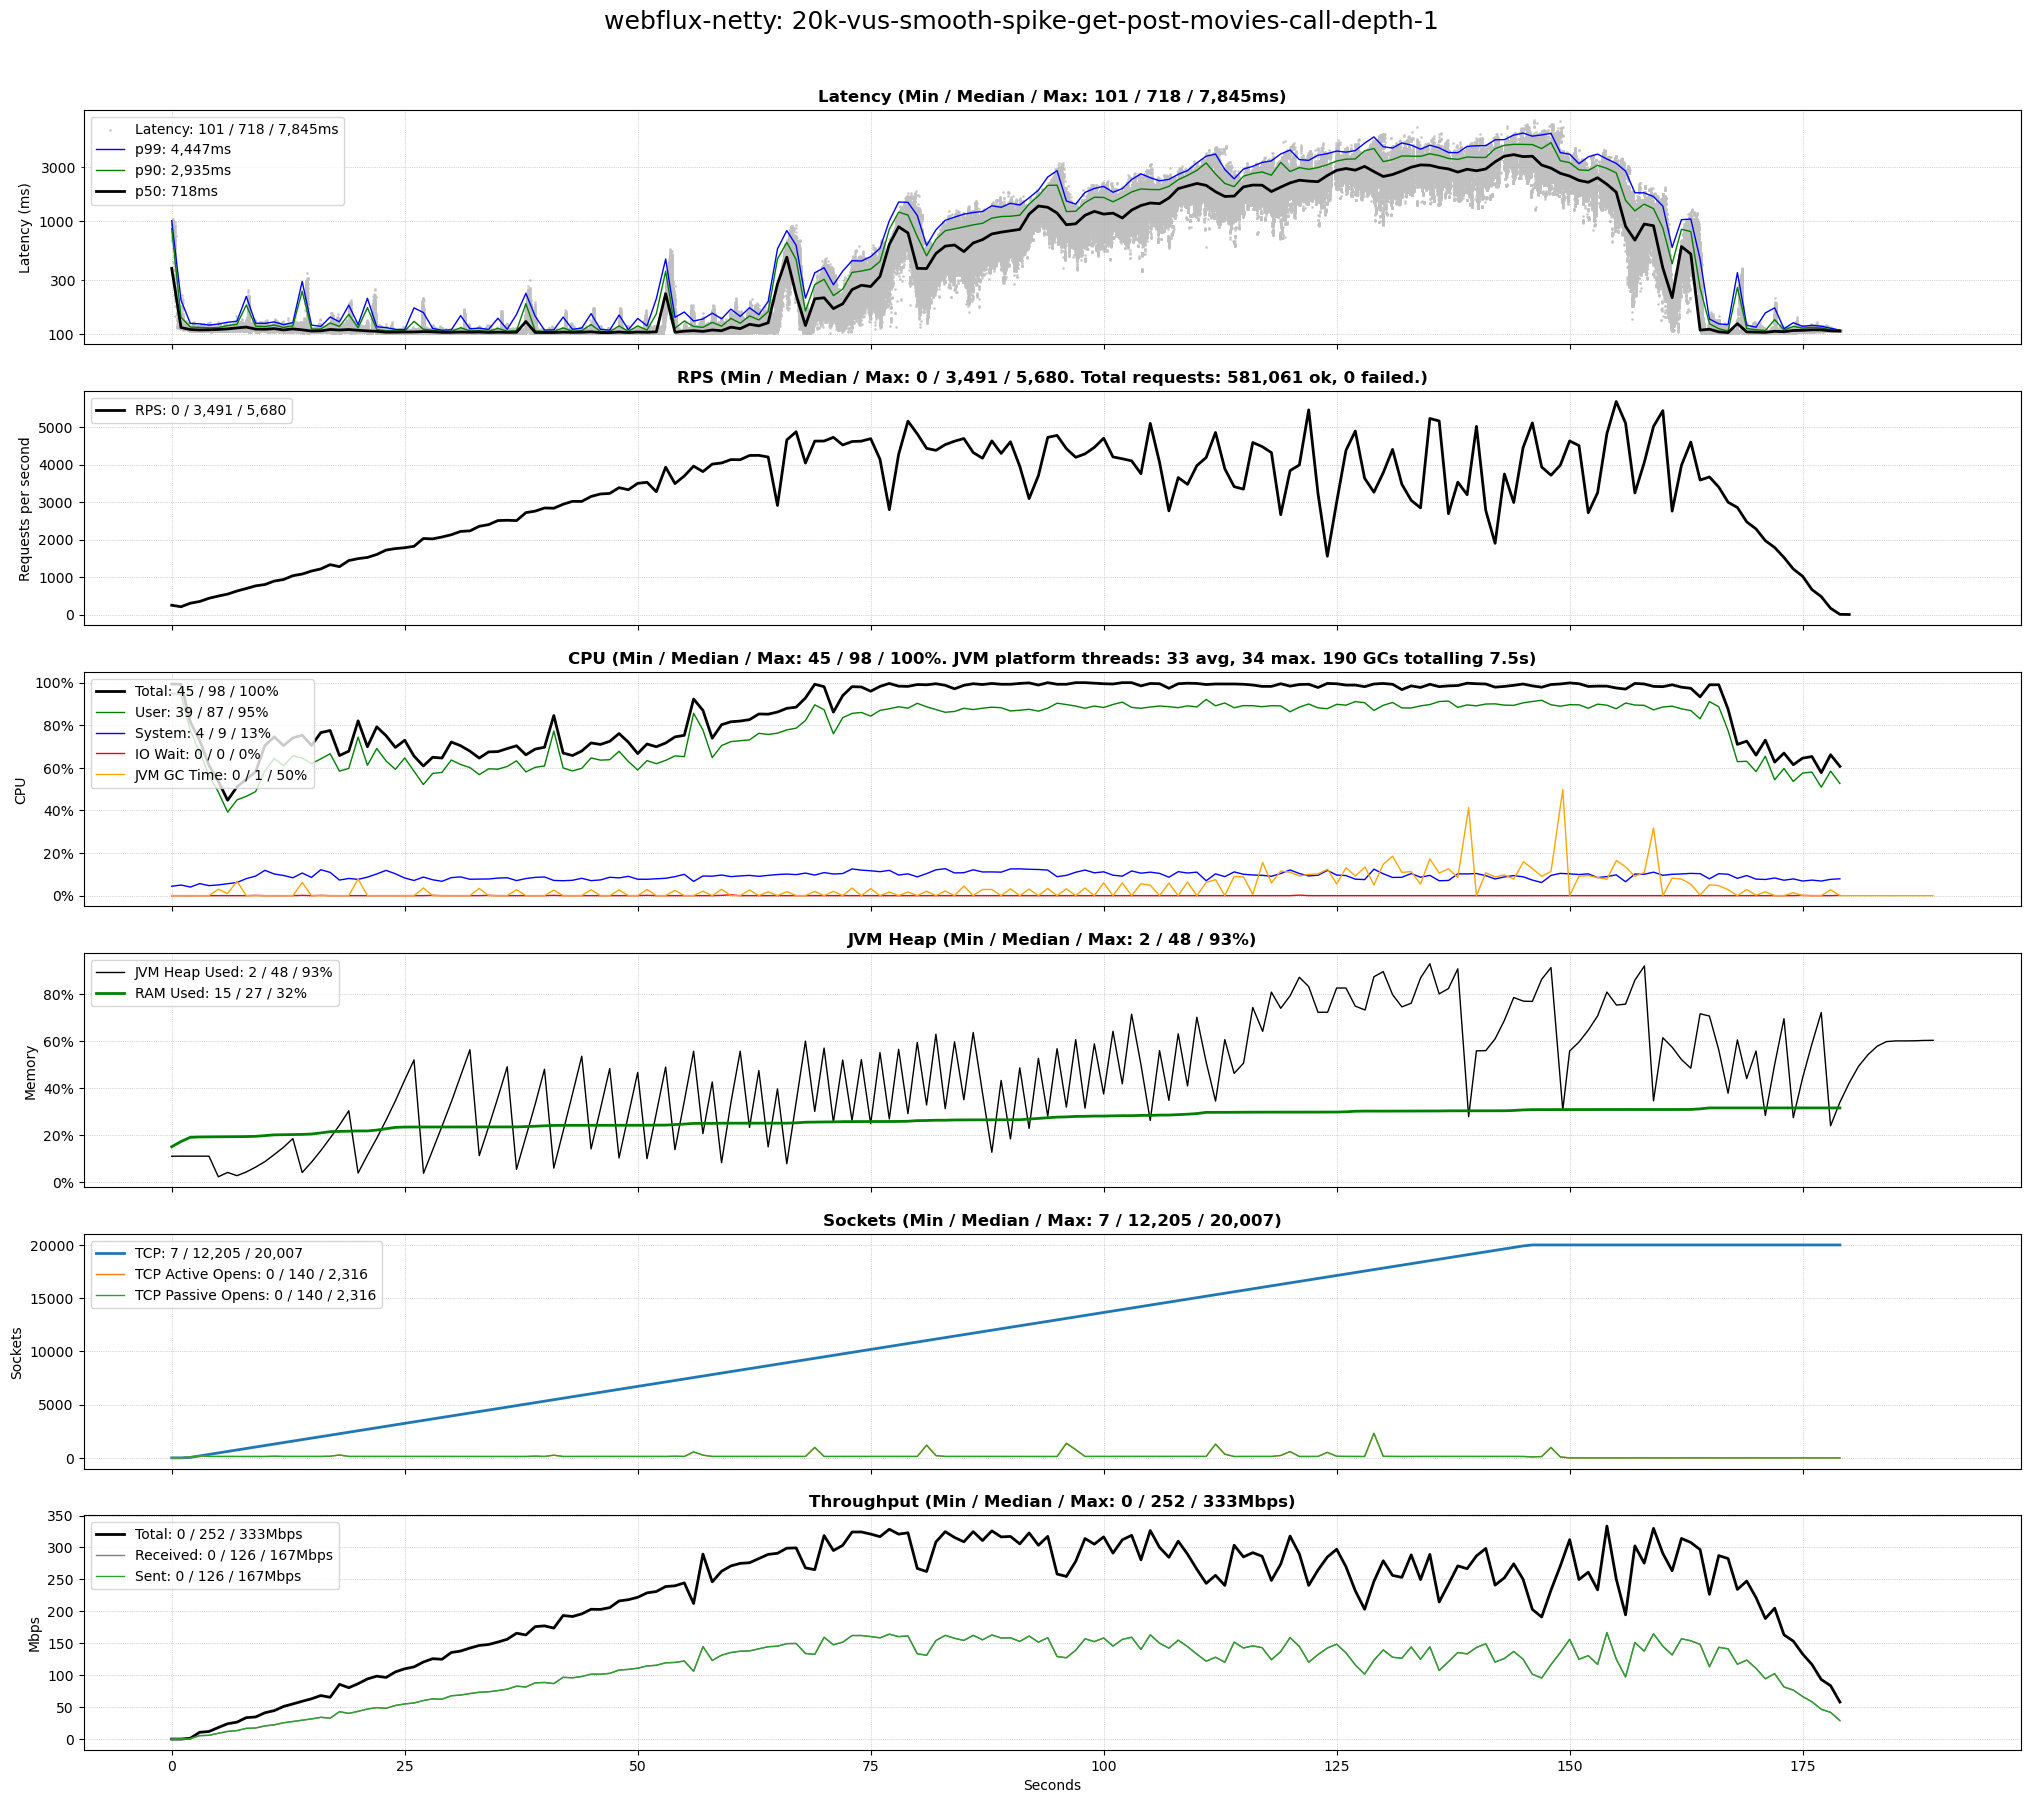 webflux-netty: 20k-vus-smooth-spike-get-post-movies-call-depth-1
Latency (Min / Median / Max: 101 / 718 / 7,845ms)
Latency: 101 / 718 / 7,845ms
p99: 4,447ms
p90: 2,935ms
p50: 718ms
3000
1000
300
100
Latency (ms)
RPS (Min / Median / Max: 0 / 3,491 / 5,680. Total requests: 581,061 ok, 0 failed.)
RPS: 0 / 3,491 / 5,680
5000
4000
3000
2000
1000
0
Requests per second
CPU (Min / Median / Max: 45 / 98 / 100%. JVM platform threads: 33 avg, 34 max. 190 GCs totalling 7.5s)
Total: 45 / 98 / 100%
User: 39 / 87 / 95%
System: 4 / 9 / 13%
IO Wait: 0 / 0 / 0%
JVM GC Time: 0 / 1 / 50%
100%
80%
60%
40%
20%
0%
CPU
JVM Heap (Min / Median / Max: 2 / 48 / 93%)
JVM Heap Used: 2 / 48 / 93%
RAM Used: 15 / 27 / 32%
80%
60%
40%
20%
0%
Memory
Sockets (Min / Median / Max: 7 / 12,205 / 20,007)
TCP: 7 / 12,205 / 20,007
TCP Active Opens: 0 / 140 / 2,316
TCP Passive Opens: 0 / 140 / 2,316
20000
15000
10000
5000
0
Sockets
Throughput (Min / Median / Max: 0 / 252 / 333Mbps)
Total: 0 / 252 / 333Mbps
Received: 0 / 126 / 167Mbps
Sent: 0 / 126 / 167Mbps
350
300
250
200
150
100
50
0
Mbps
0 25 50 75 100 125 150 175
Seconds